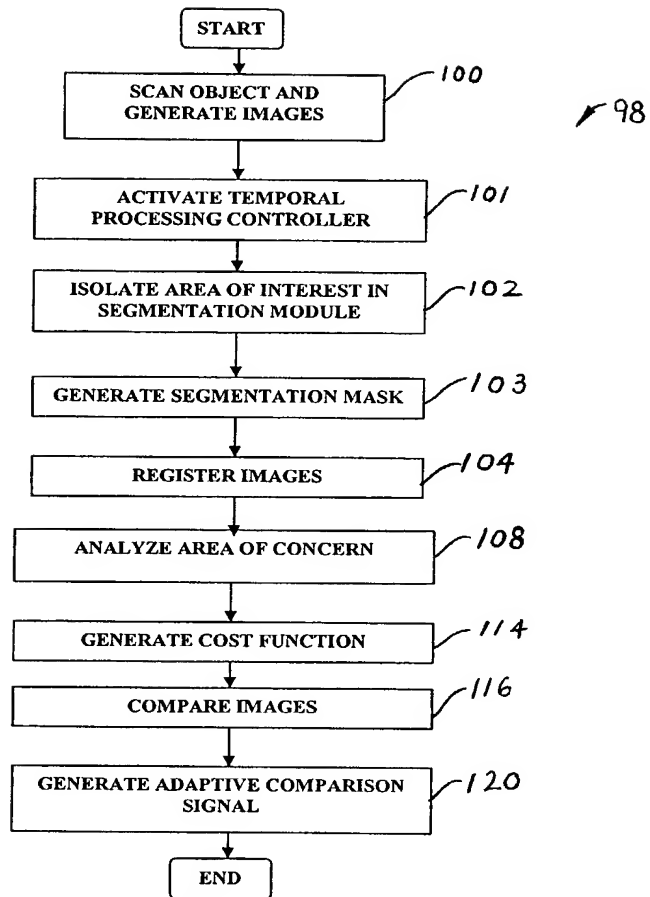 START
SCAN OBJECT AND
GENERATE IMAGES
100
98
ACTIVATE TEMPORAL
PROCESSING CONTROLLER
101
ISOLATE AREA OF INTEREST IN
SEGMENTATION MODULE
102
GENERATE SEGMENTATION MASK
103
REGISTER IMAGES
104
ANALYZE AREA OF CONCERN
108
GENERATE COST FUNCTION
114
COMPARE IMAGES
116
GENERATE ADAPTIVE COMPARISON
SIGNAL
120
END